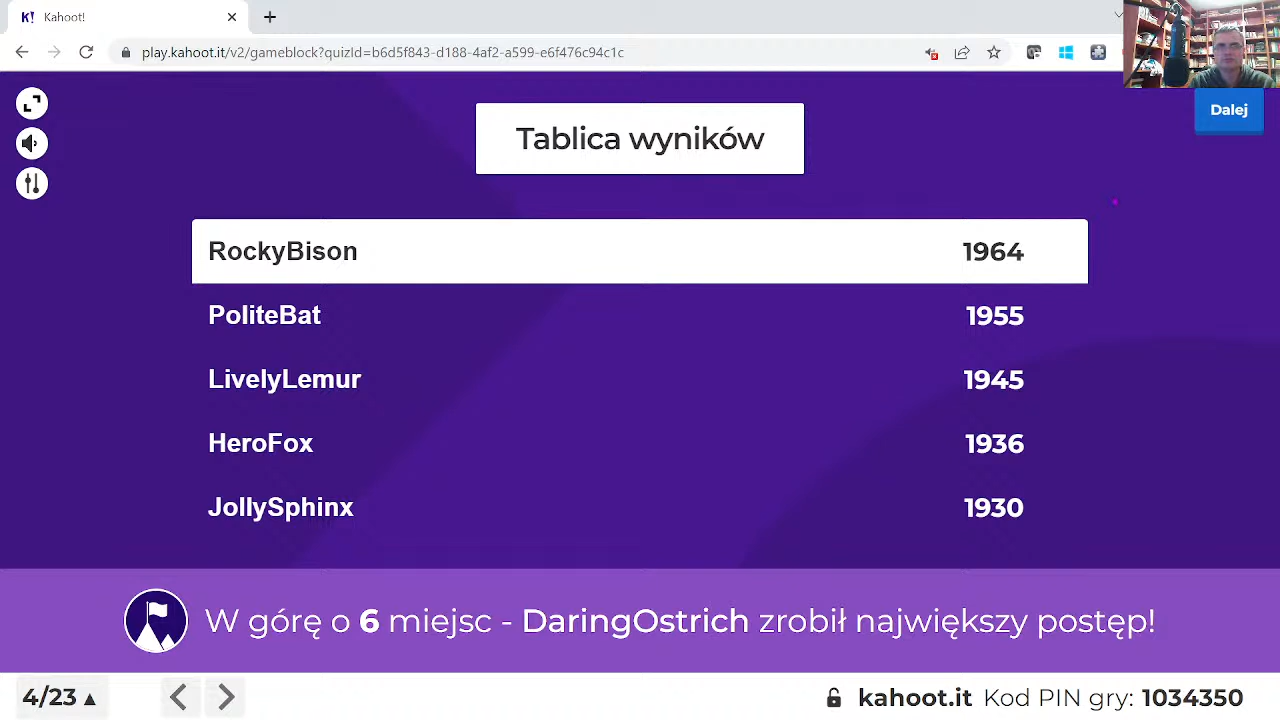 K! Kahoot!
play.kahoot.it/v2/gameblock?quizId=b6d5f843-d188-4af2-a599-e6f476c94c1c
Dalej
Tablica wyników
RockyBison 1964
PoliteBat 1955
LivelyLemur 1945
HeroFox 1936
JollySphinx 1930
W górę o 6 miejsc - DaringOstrich zrobił największy postęp!
4/23 ▲ kahoot.it Kod PIN gry: 1034350